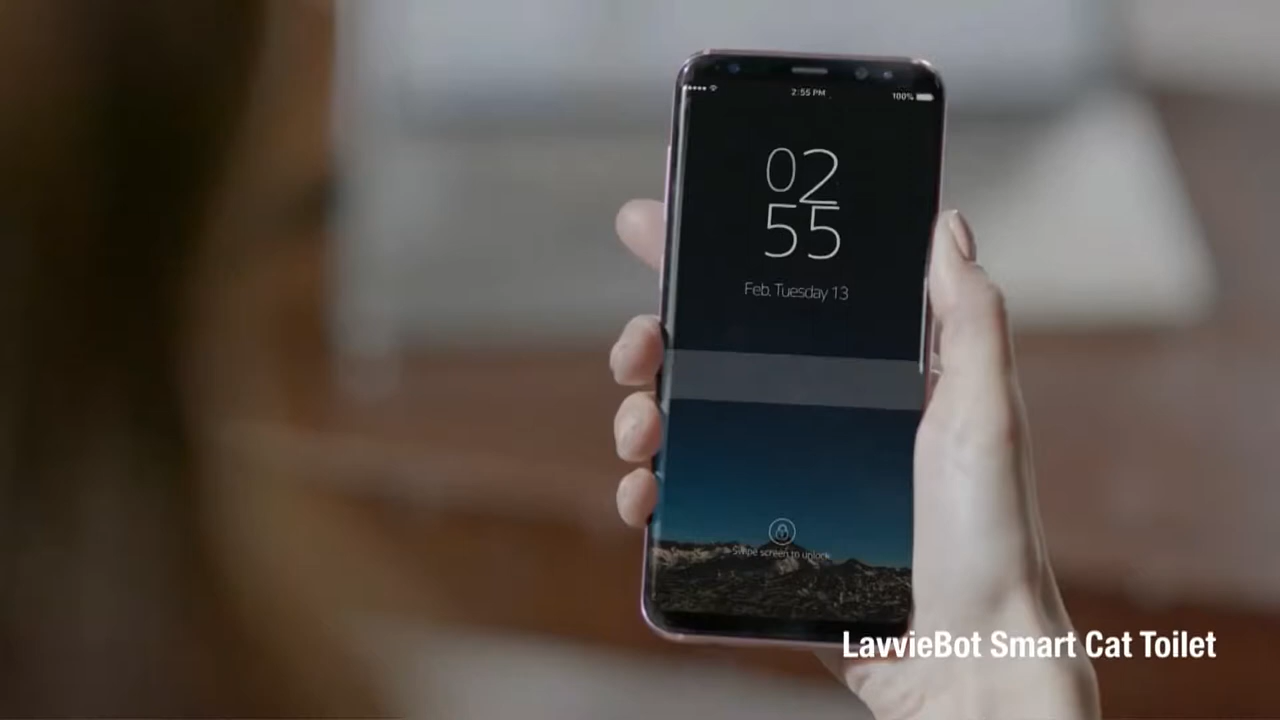 2:55 PM
100%
02
55
Feb. Tuesday 13
Swipe screen to unlock
LavvieBot Smart Cat Toilet